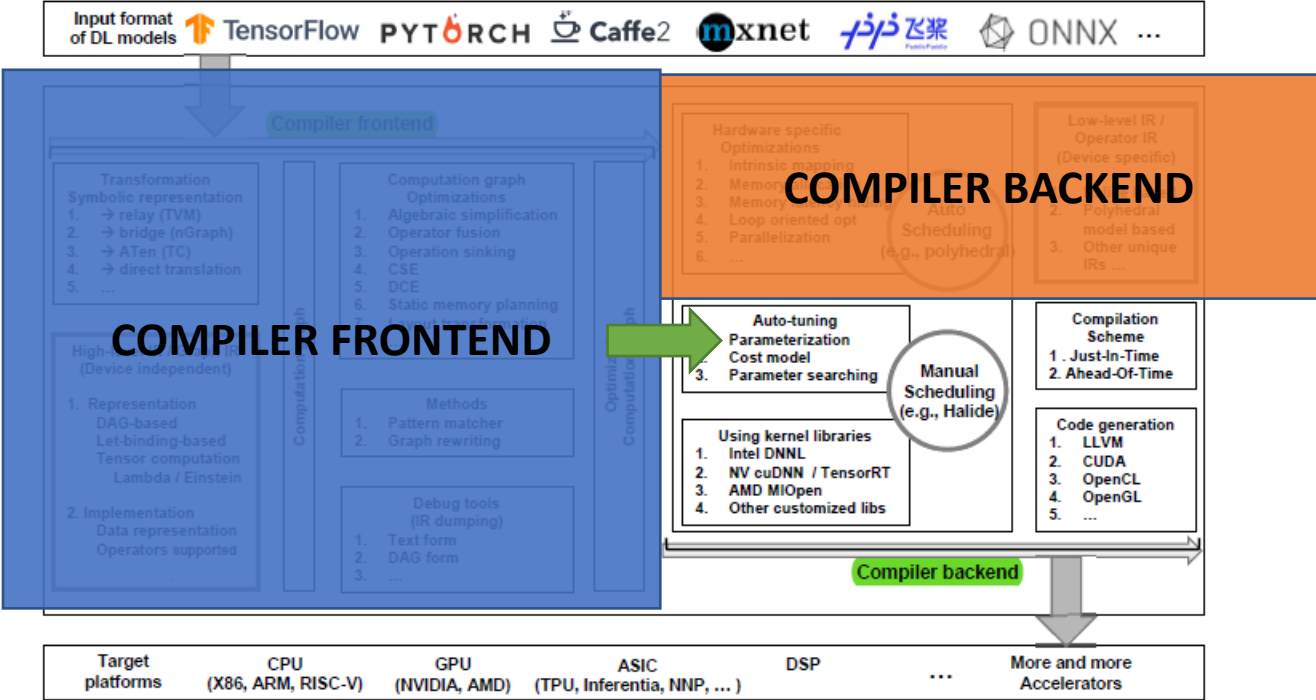 Input format
of DL models TensorFlow PYTORCH Caffe2 mxnet 飞桨 PaddlePaddle ONNX ...
Compiler frontend
Transformation
Symbolic representation
1. → relay (TVM)
2. → bridge (nGraph)
3. → ATen (TC)
4. → direct translation
5. ...
(Device independent)
1. Representation
DAG-based
Let-binding-based
Tensor computation
Lambda / Einstein
2. Implementation
Data representation
Operators supported
Computation graph
Optimizations
1. Algebraic simplification
2. Operator fusion
3. Operation sinking
4. CSE
5. DCE
6. Static memory planning
Methods
1. Pattern matcher
2. Graph rewriting
Debug tools
(IR dumping)
1. Text form
2. DAG form
3. ...
COMPILER FRONTEND
Hardware specific
Optimizations
1. Intrinsic mapping
2. Memory
3. Memory latency hiding
4. Loop oriented opt
5. Parallelization
6. ...
Auto
Scheduling
(e.g., polyhedral)
Low-level IR /
Operator IR
(Device specific)
2. Polyhedral
model based
3. Other unique
IRs ...
COMPILER BACKEND
Auto-tuning
Parameterization
Cost model
3. Parameter searching
Manual
Scheduling
(e.g., Halide)
Using kernel libraries
1. Intel DNNL
2. NV cuDNN / TensorRT
3. AMD MIOpen
4. Other customized libs
Compilation
Scheme
1 . Just-In-Time
2. Ahead-Of-Time
Code generation
1. LLVM
2. CUDA
3. OpenCL
4. OpenGL
5. ...
Compiler backend
Target
platforms
CPU
(X86, ARM, RISC-V)
GPU
(NVIDIA, AMD)
ASIC
(TPU, Inferentia, NNP, ... )
DSP
...
More and more
Accelerators